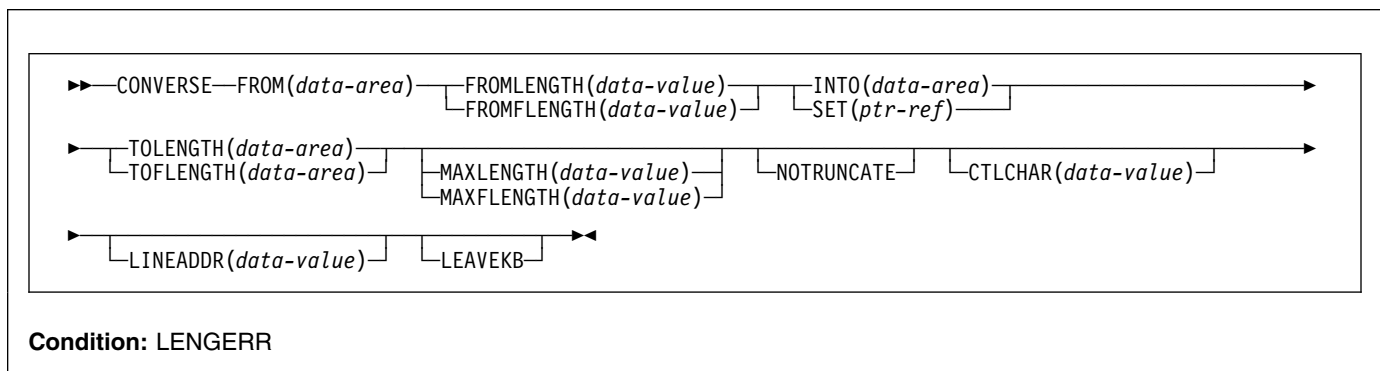 CONVERSE FROM(data-area) FROMLENGTH(data-value) INTO(data-area)
FROMFLENGTH(data-value) SET(ptr-ref)
TOLENGTH(data-area)
TOFLENGTH(data-area) MAXLENGTH(data-value) NOTRUNCATE CTLCHAR(data-value)
MAXFLENGTH(data-value)
LINEADDR(data-value) LEAVEKB
Condition: LENGERR